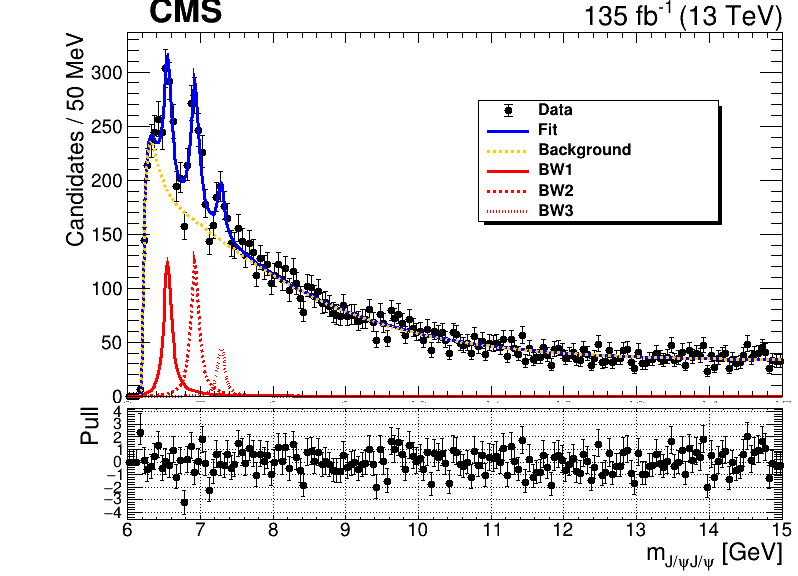 CMS
135 fb⁻¹ (13 TeV)
Candidates / 50 MeV
300
250
200
150
100
50
0
Data
Fit
Background
BW1
BW2
BW3
Pull
4
3
2
1
0
−1
−2
−3
−4
6 7 8 9 10 11 12 13 14 15
m_J/ψJ/ψ [GeV]